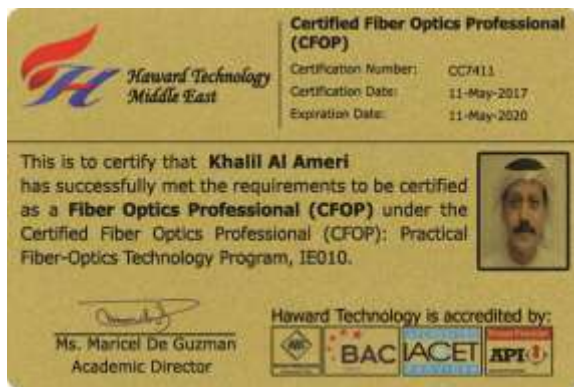 Haward Technology
Middle East
Certified Fiber Optics Professional
(CFOP)
Certification Number: CC7411
Certification Date: 11-May-2017
Expiration Date: 11-May-2020
This is to certify that Khalil Al Ameri
has successfully met the requirements to be certified
as a Fiber Optics Professional (CFOP) under the
Certified Fiber Optics Professional (CFOP): Practical
Fiber-Optics Technology Program, IE010.
Ms. Maricel De Guzman
Academic Director
Haward Technology is accredited by:
BAC
IACET
API